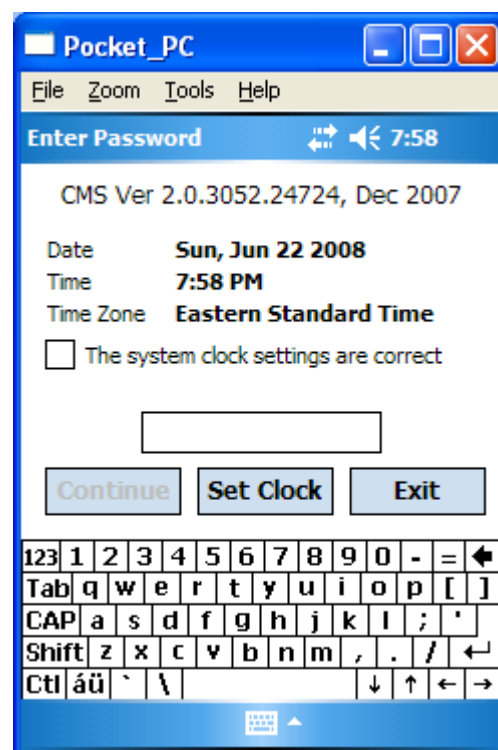 Pocket_PC
File Zoom Tools Help
Enter Password 7:58
CMS Ver 2.0.3052.24724, Dec 2007
Date Sun, Jun 22 2008
Time 7:58 PM
Time Zone Eastern Standard Time
The system clock settings are correct
Continue Set Clock Exit
123 1 2 3 4 5 6 7 8 9 0 - = 🡄
Tab q w e r t y u i o p [ ]
CAP a s d f g h j k l ; '
Shift z x c v b n m , . / ↵
Ctl áü ` \ ↓ ↑ ← →